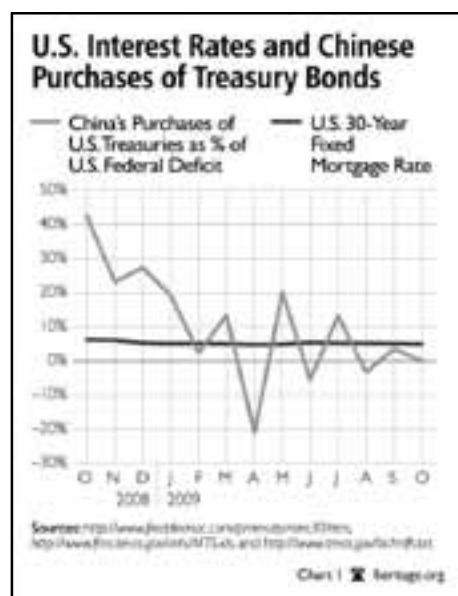 U.S. Interest Rates and Chinese
Purchases of Treasury Bonds
China's Purchases of
U.S. Treasuries as % of
U.S. Federal Deficit
U.S. 30-Year
Fixed
Mortgage Rate
50%
40%
30%
20%
10%
0%
–10%
–20%
–30%
O N D J F M A M J J A S O
2008 2009
Sources:
and
Chart 1 heritage.org